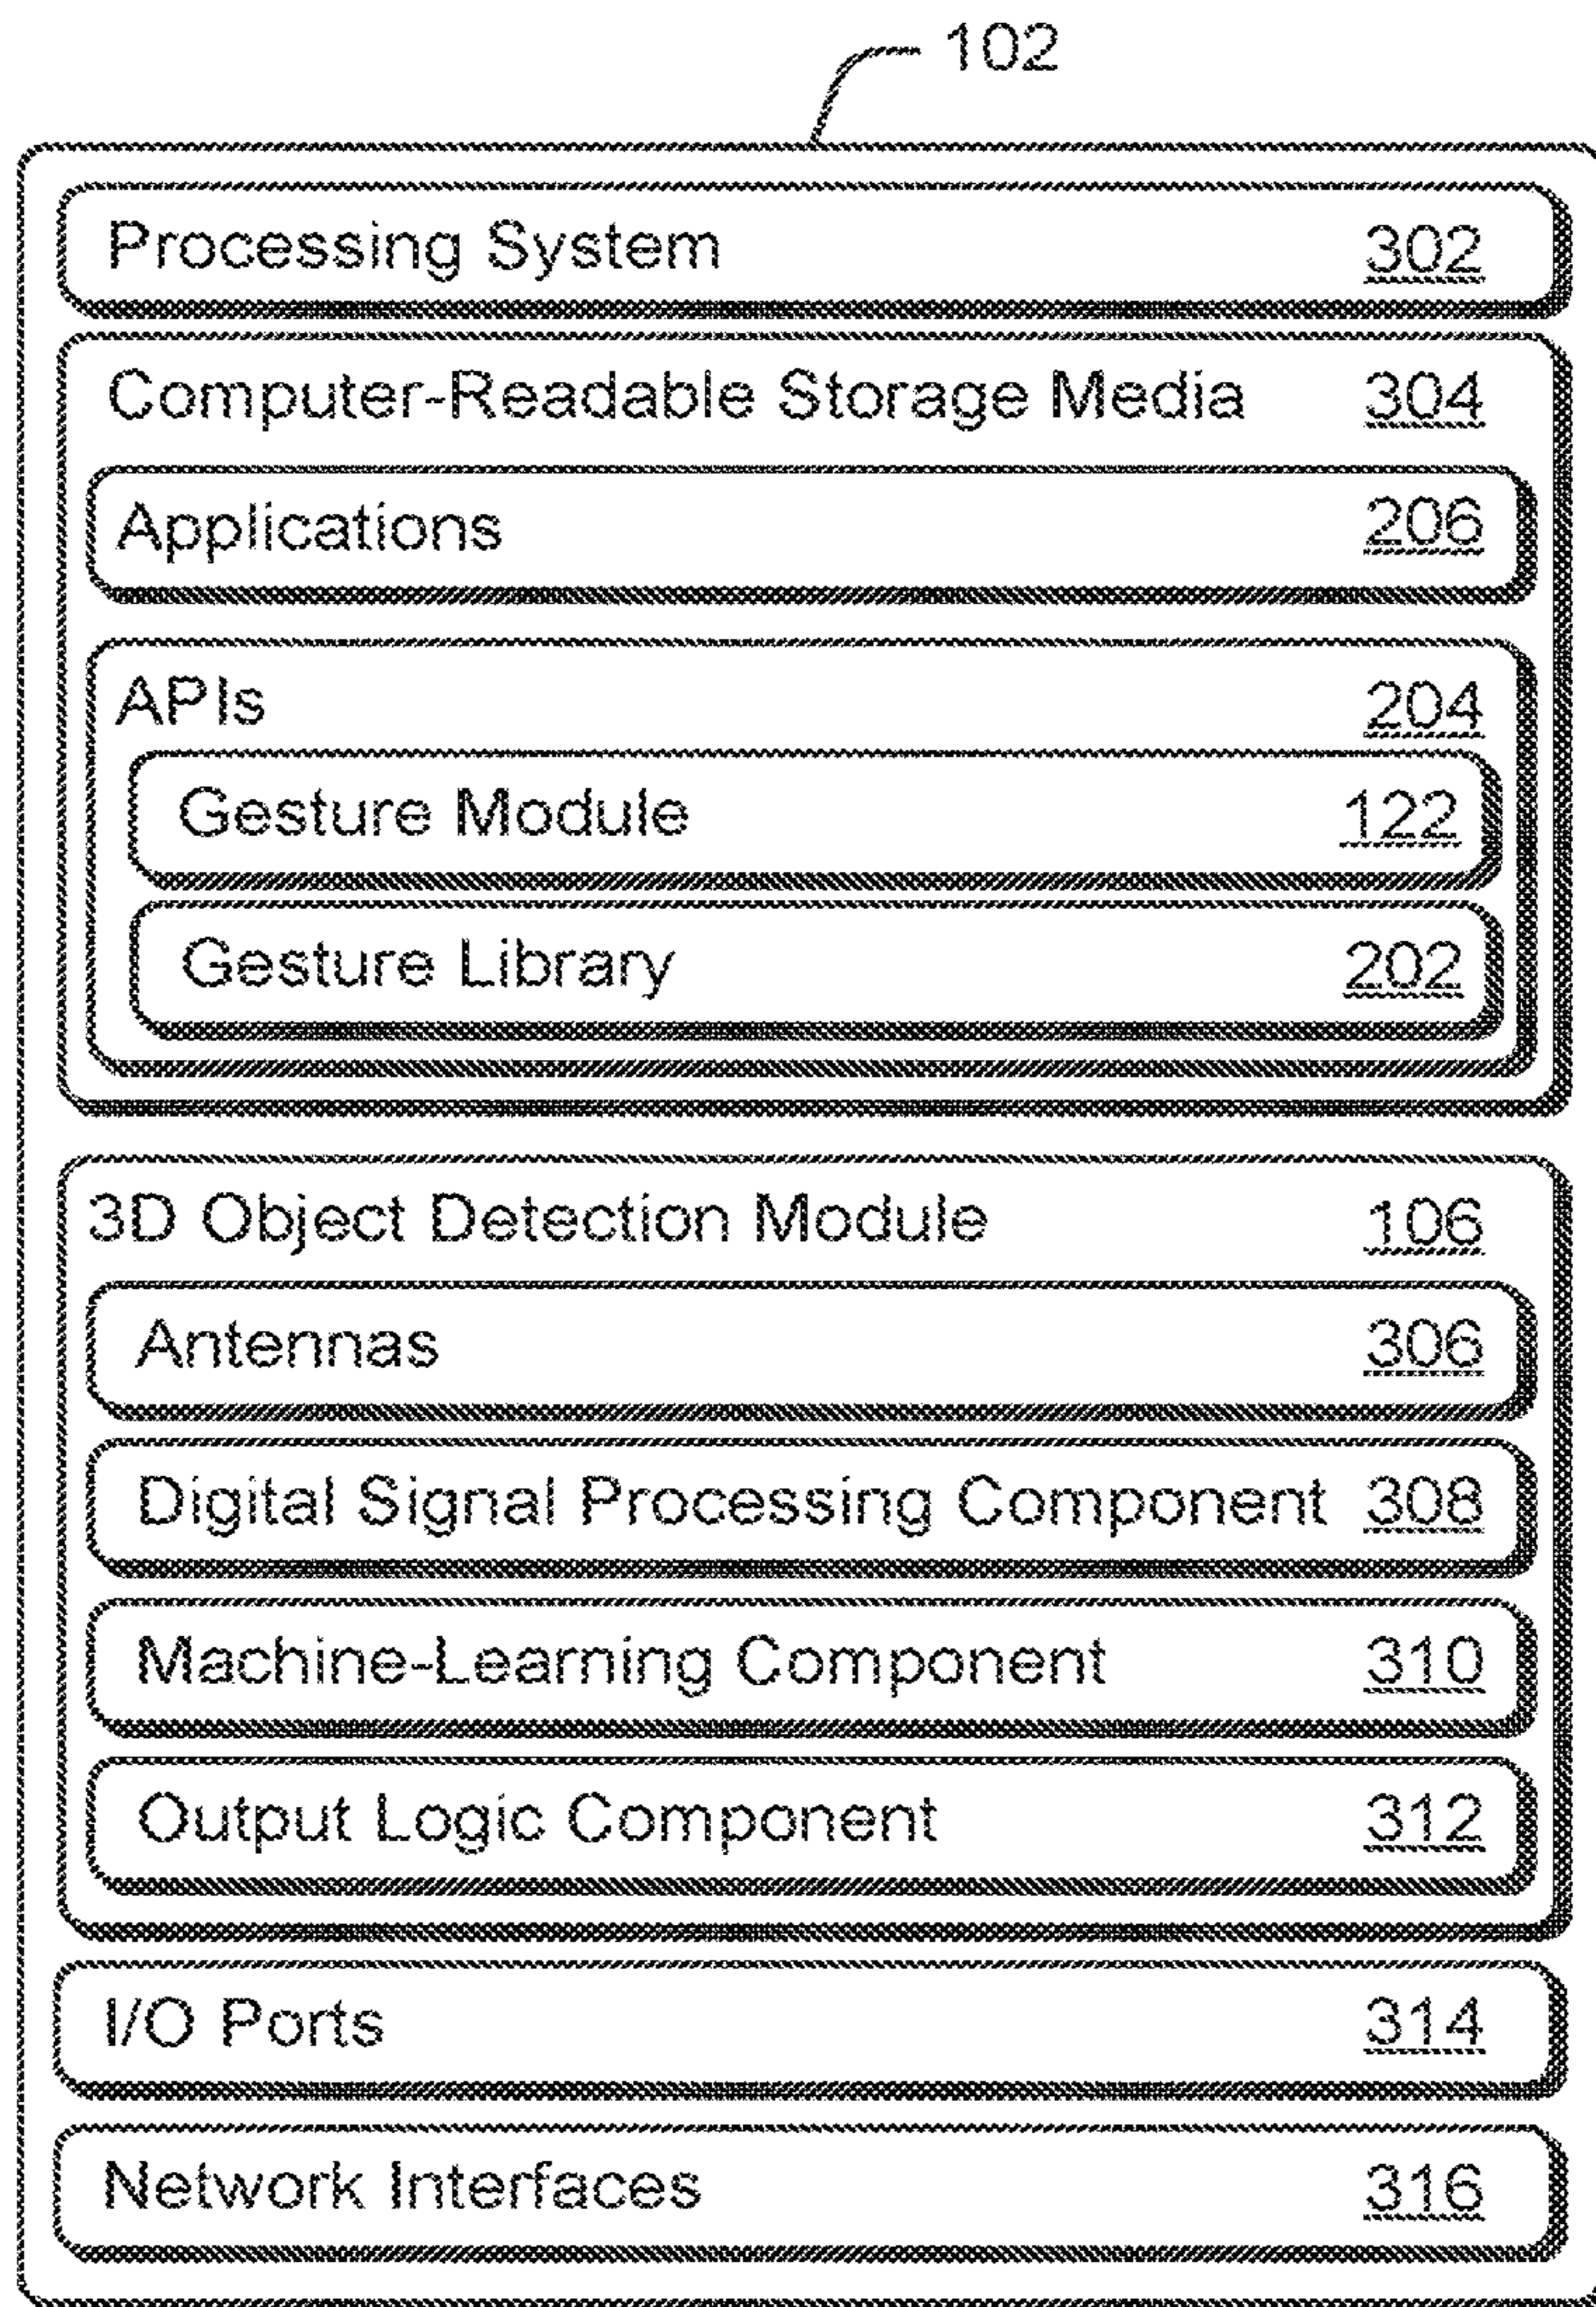 102
Processing System 302
Computer-Readable Storage Media 304
Applications 206
APIs 204
Gesture Module 122
Gesture Library 202
3D Object Detection Module 106
Antennas 306
Digital Signal Processing Component 308
Machine-Learning Component 310
Output Logic Component 312
I/O Ports 314
Network Interfaces 316